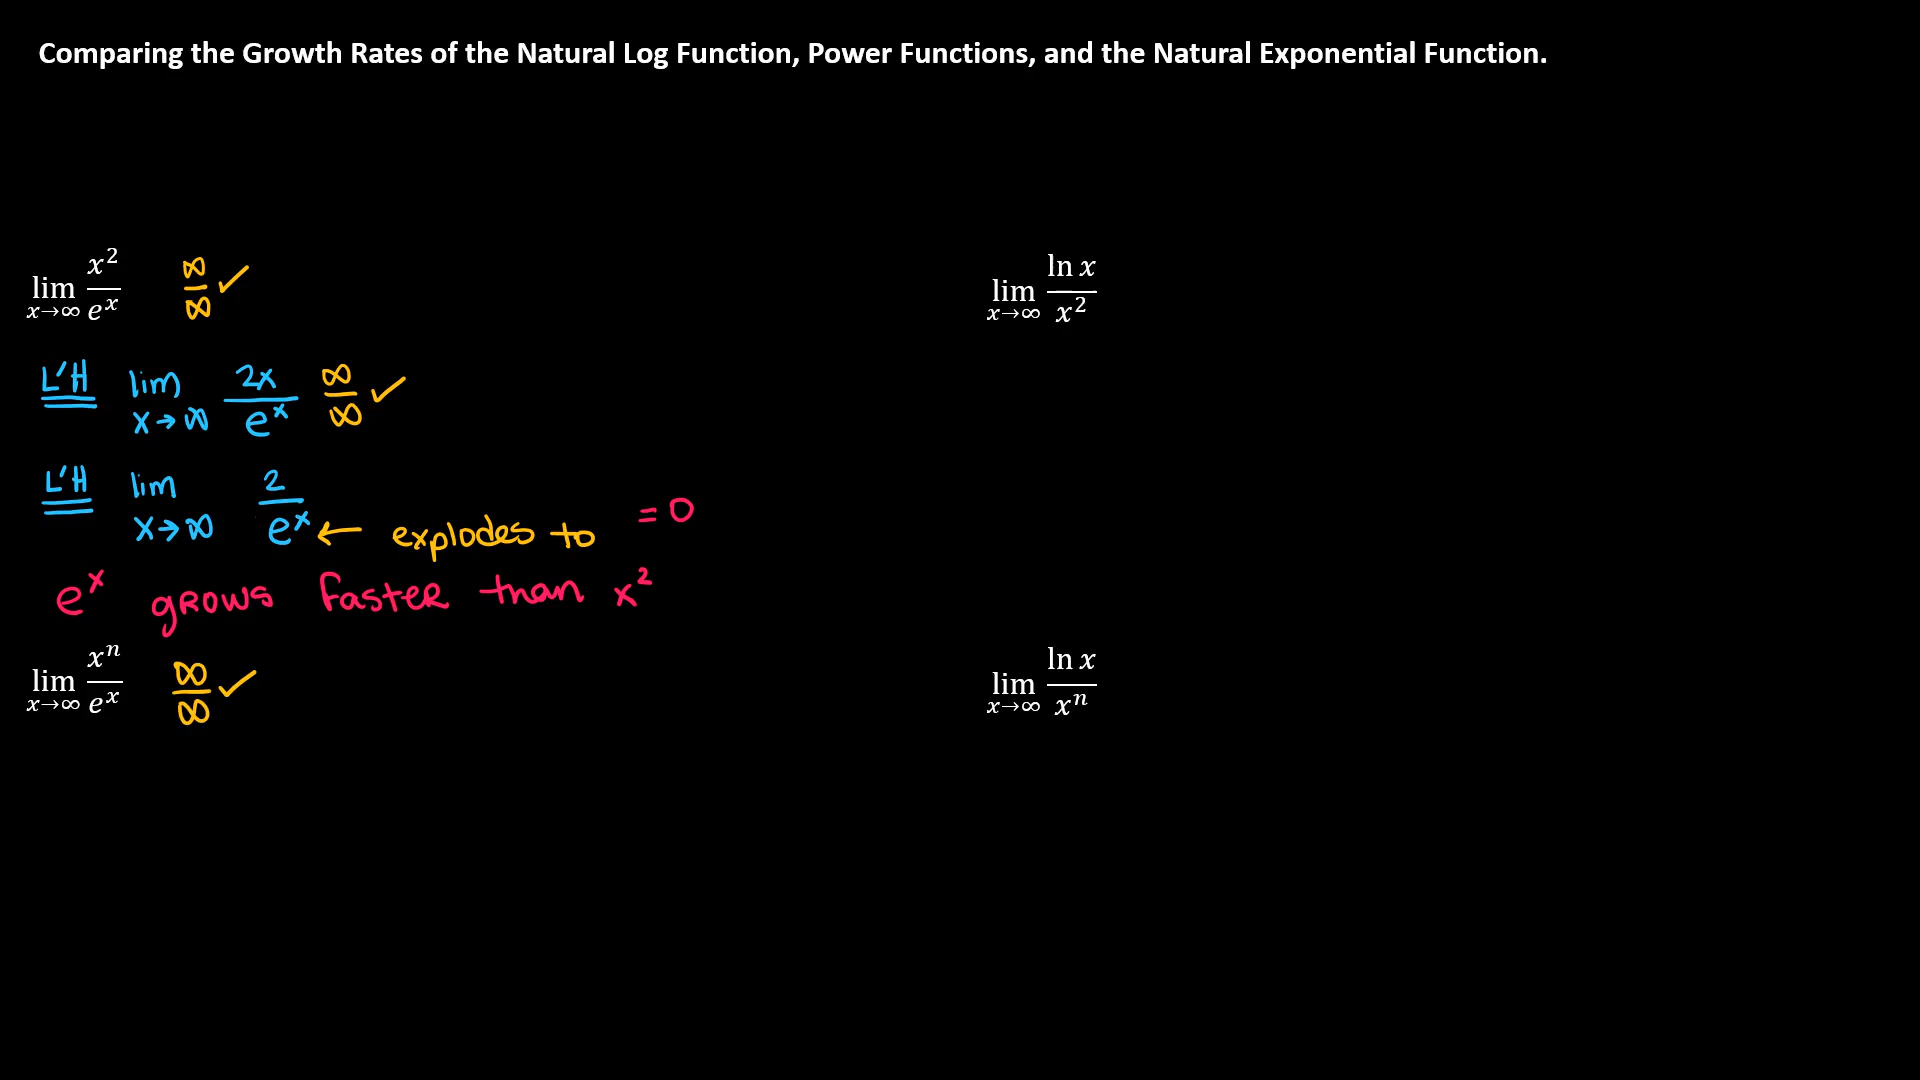 Comparing the Growth Rates of the Natural Log Function, Power Functions, and the Natural Exponential Function.
lim x→∞ x²/eˣ ∞/∞ ✓
L'H lim x→∞ 2x/eˣ ∞/∞ ✓
L'H lim x→∞ 2/eˣ ← explodes to = 0
eˣ grows faster than x²
lim x→∞ xⁿ/eˣ ∞/∞ ✓
lim x→∞ ln x/x²
lim x→∞ ln x/xⁿ